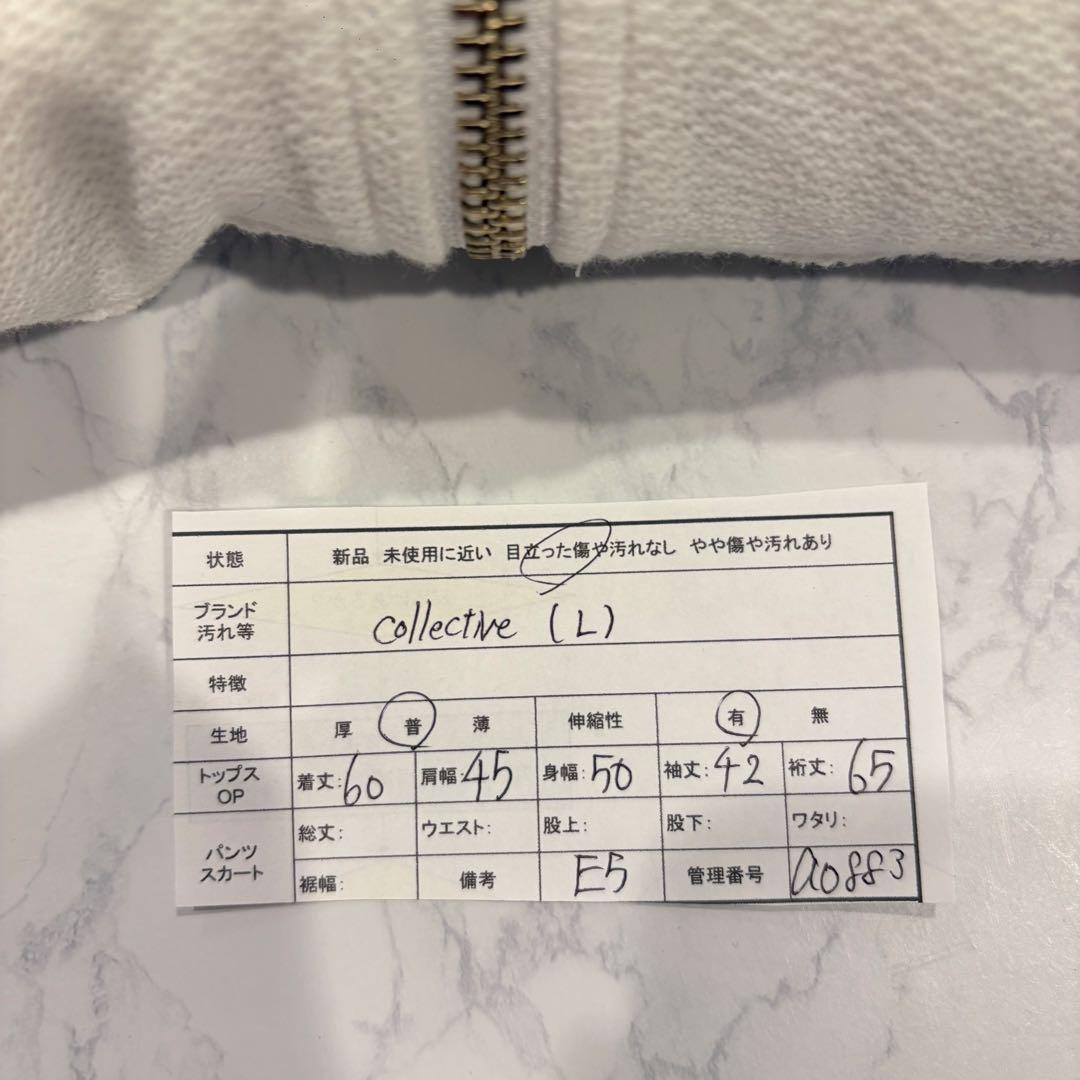 状態 新品 未使用に近い 目立った傷や汚れなし やや傷や汚れあり
ブランド
汚れ等
collective (L)
特徴
生地 厚 普 薄 伸縮性 有 無
トップス
OP
着丈:60 肩幅:45 身幅:50 袖丈:42 裄丈:65
パンツ
スカート
総丈: ウエスト: 股上: 股下: ワタリ:
裾幅: 備考 E5 管理番号 a0883